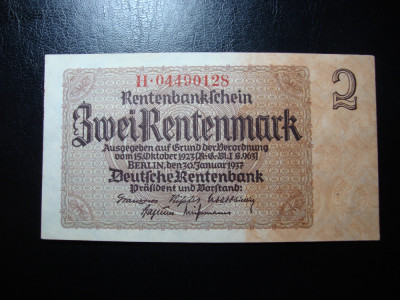 H·04490128
Rentenbankschein
2
Zwei Rentenmark
Ausgegeben auf Grund der Verordnung
vom 15. Oktober 1923 (R.G.Bl. I S. 963)
BERLIN, den 30. Januar 1937
Deutsche Rentenbank
Präsident und Vorstand: